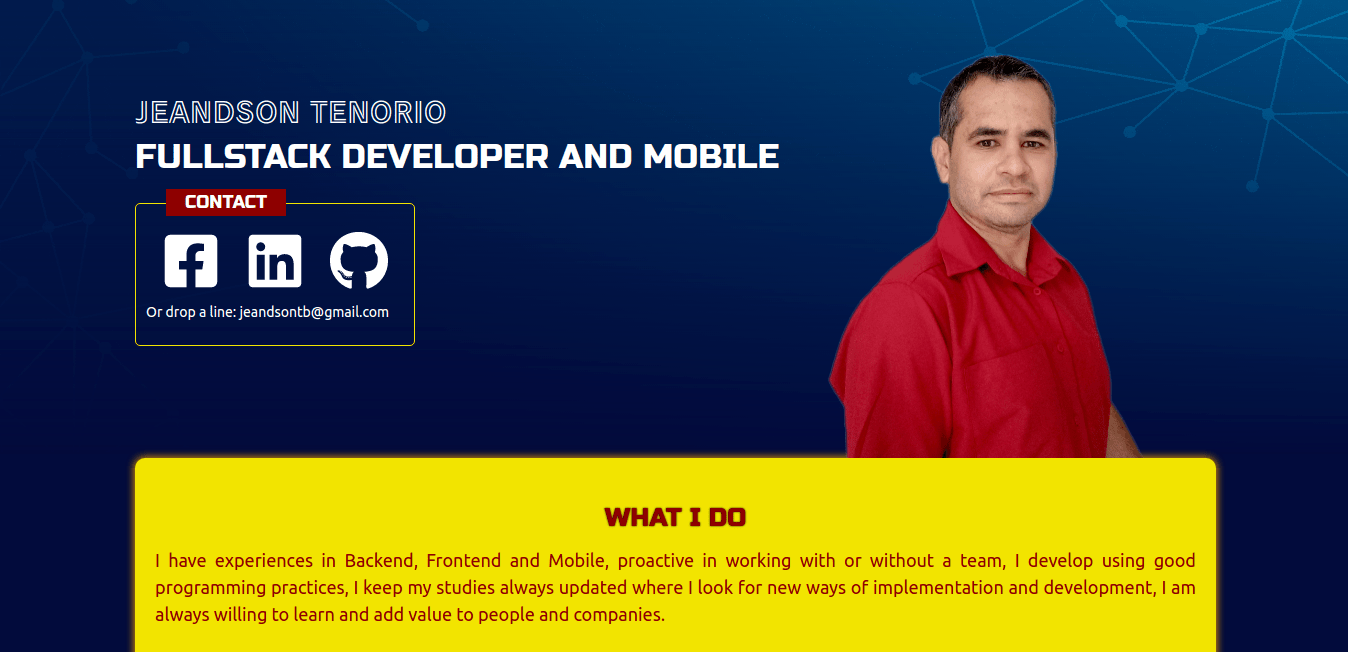 JEANDSON TENORIO
FULLSTACK DEVELOPER AND MOBILE
CONTACT
Or drop a line: jeandsontb@gmail.com
WHAT I DO
I have experiences in Backend, Frontend and Mobile, proactive in working with or without a team, I develop using good
programming practices, I keep my studies always updated where I look for new ways of implementation and development, I am
always willing to learn and add value to people and companies.